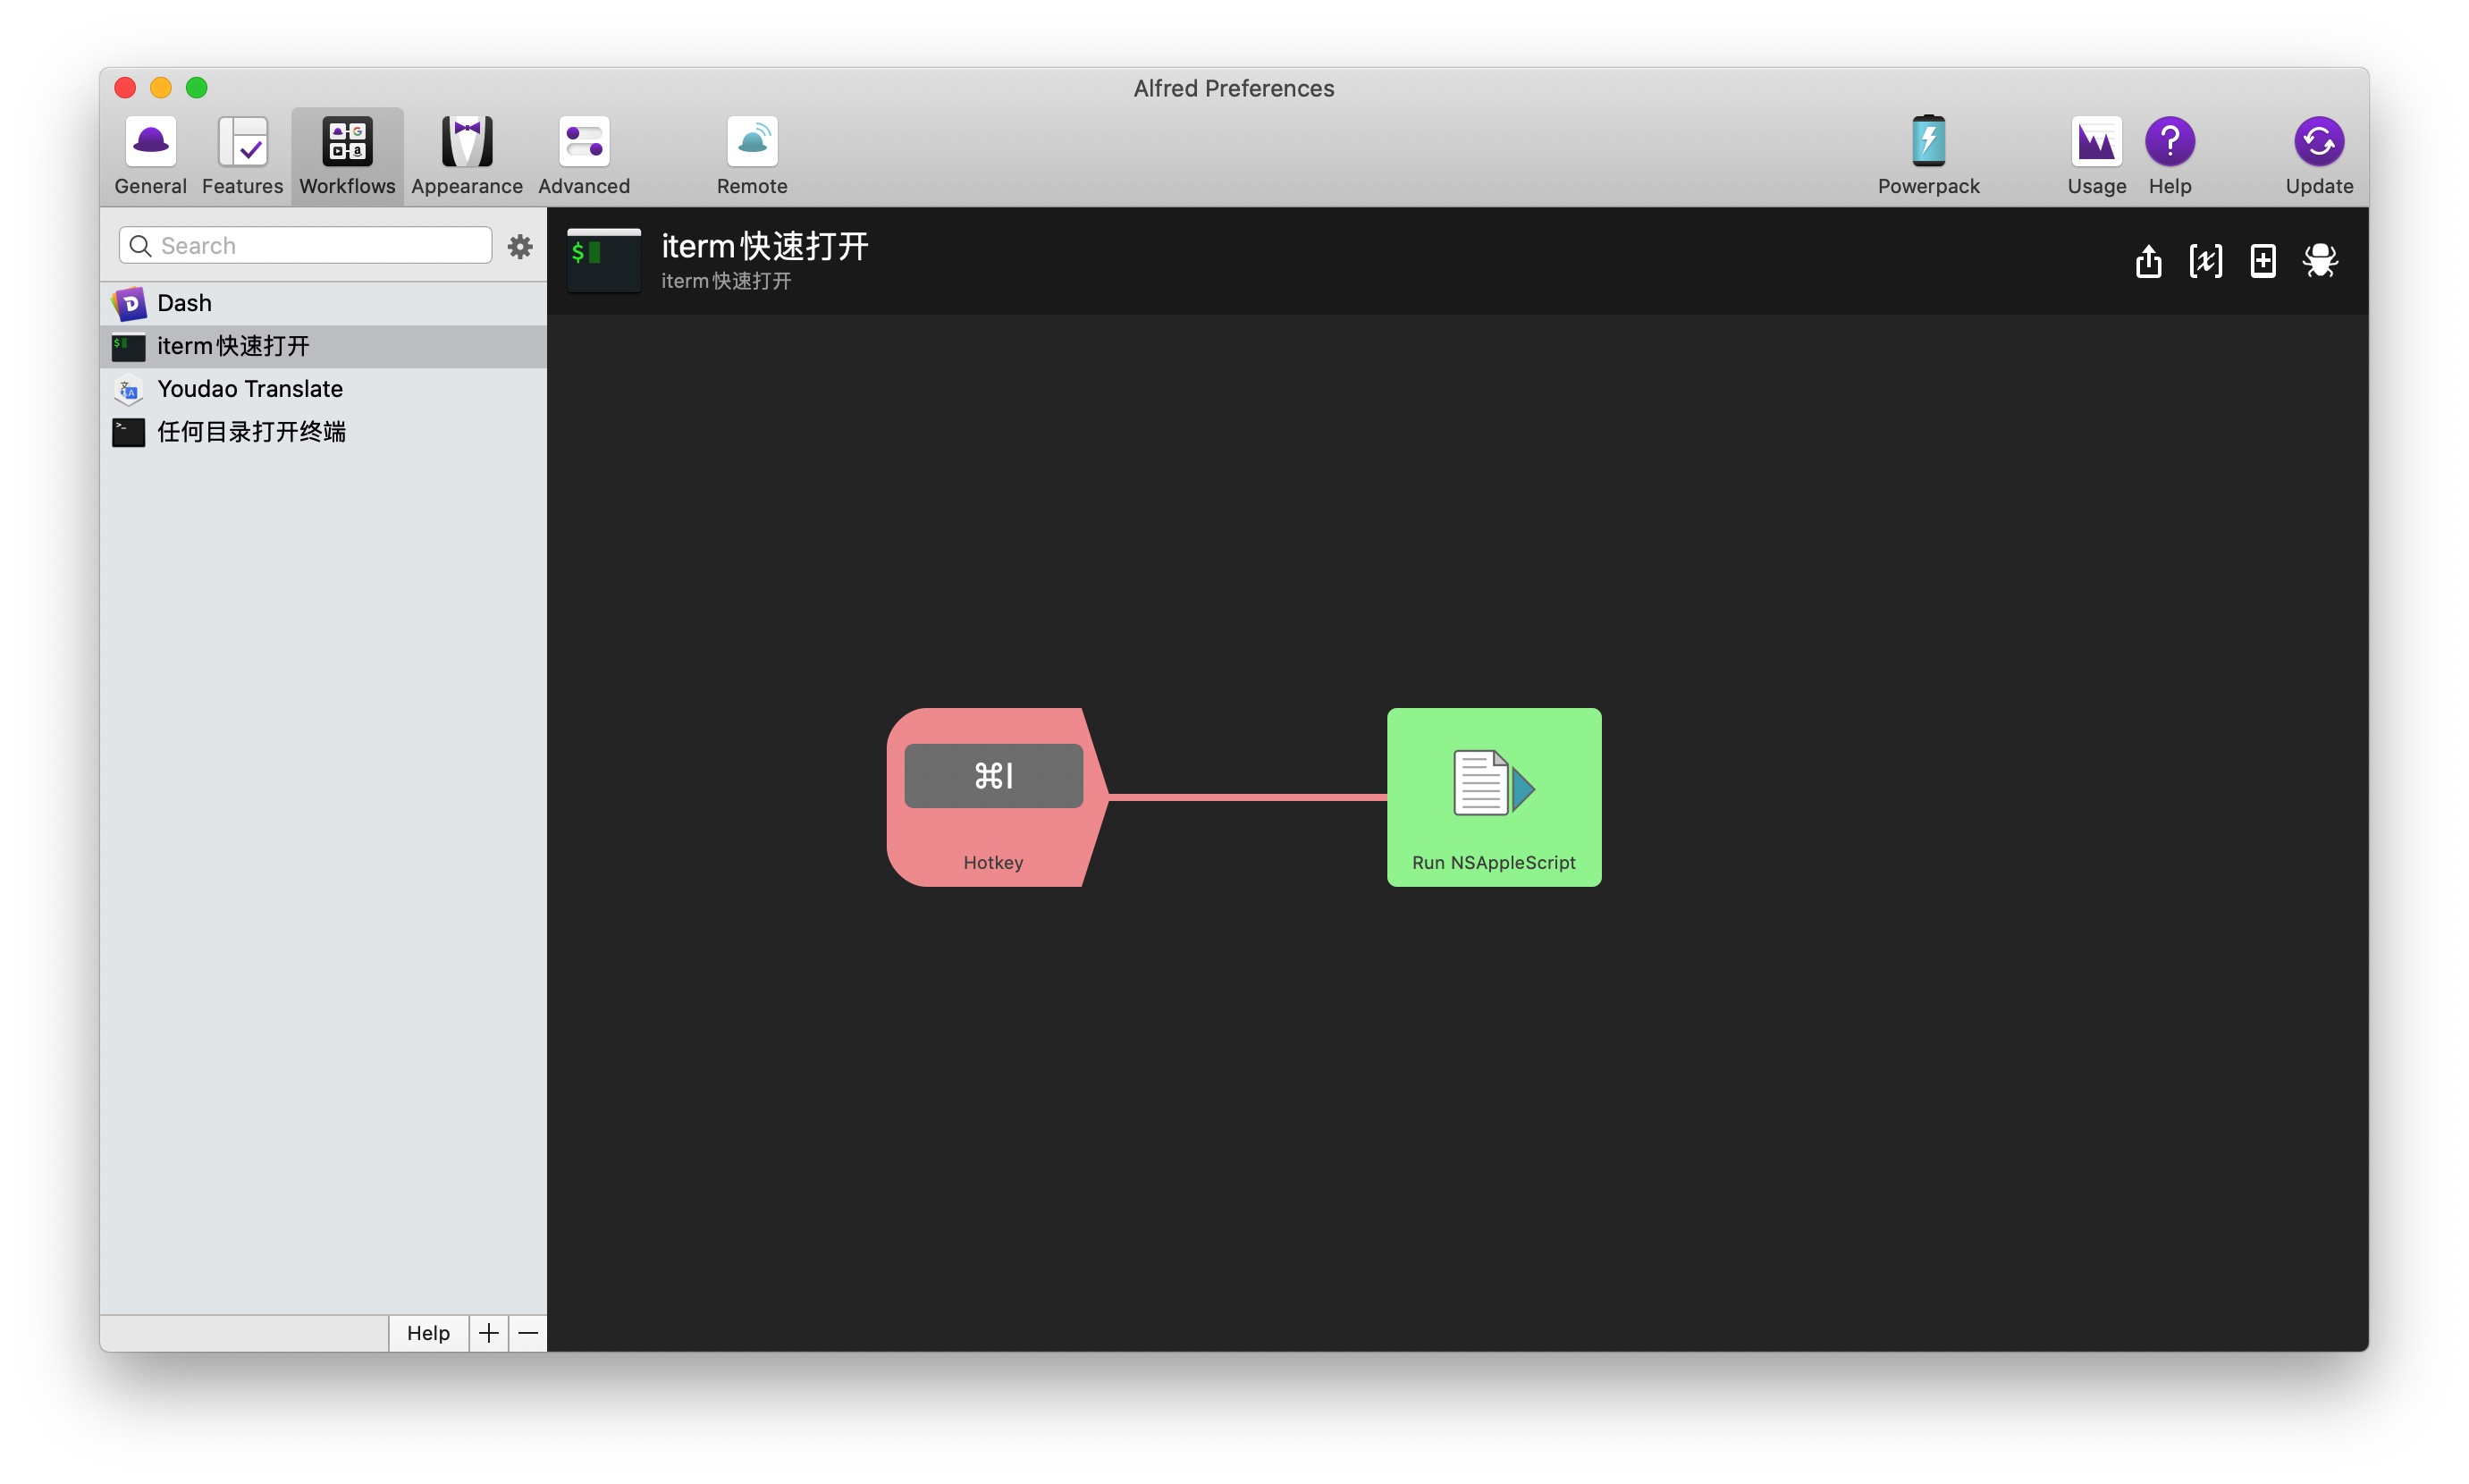 Alfred Preferences
General Features Workflows Appearance Advanced Remote Powerpack Usage Help Update
Search
Dash
iterm快速打开
Youdao Translate
任何目录打开终端
iterm快速打开
iterm快速打开
⌘I
Hotkey
Run NSAppleScript
Help